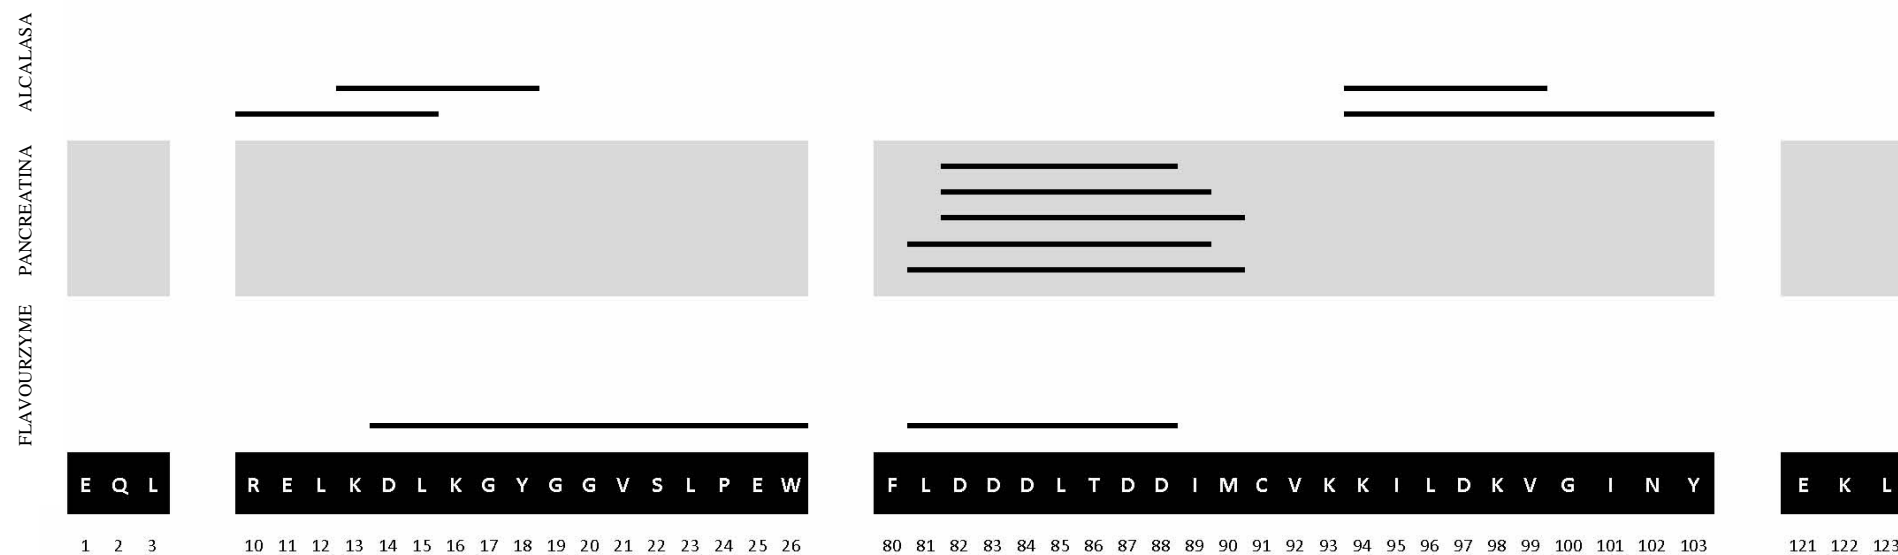 ALCALASA
PANCREATINA
FLAVOURZYME
E Q L R E L K D L K G Y G G V S L P E W F L D D D L T D D I M C V K K I L D K V G I N Y E K L
1 2 3 10 11 12 13 14 15 16 17 18 19 20 21 22 23 24 25 26 80 81 82 83 84 85 86 87 88 89 90 91 92 93 94 95 96 97 98 99 100 101 102 103 121 122 123